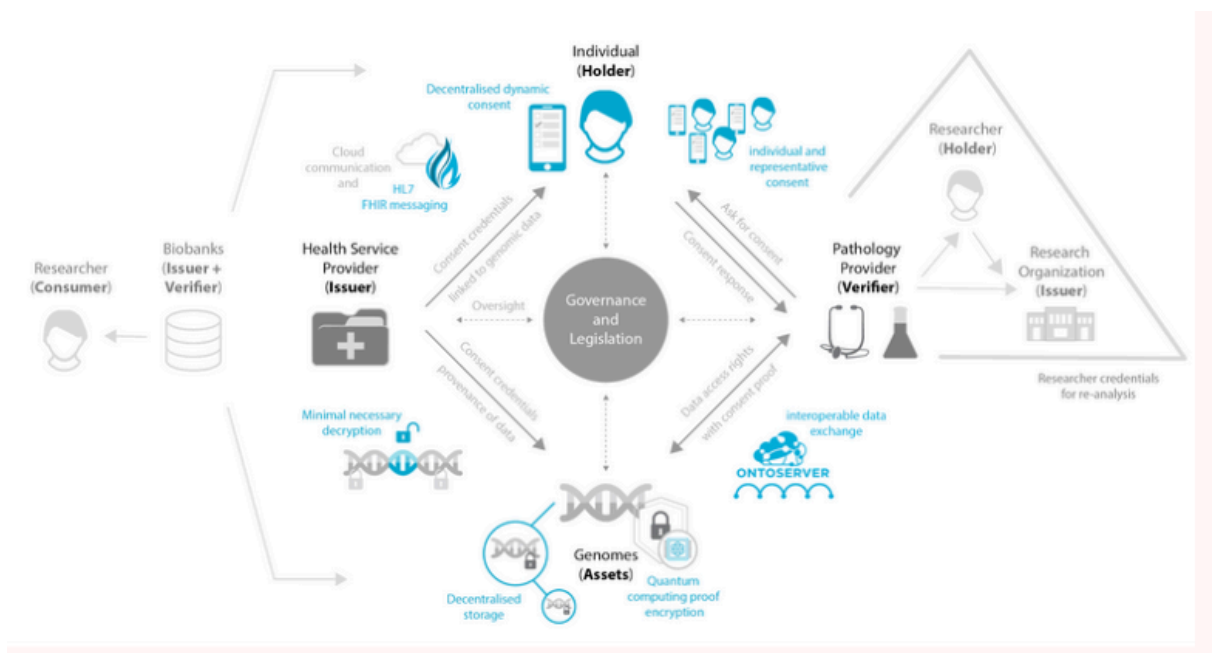 Individual
(Holder)
Decentralised dynamic
consent
individual and
representative
consent
Cloud
communication
and
HL7
FHIR messaging
Researcher
(Holder)
Research
Organization
(Issuer)
Researcher credentials
for re-analysis
Researcher
(Consumer)
Biobanks
(Issuer +
Verifier)
Health Service
Provider
(Issuer)
Consent credentials
linked to genomic data
Ask for consent
Consent response
Pathology
Provider
(Verifier)
Oversight
Governance
and
Legislation
Consent credentials
provenance of data
Data access rights
with consent proof
Minimal necessary
decryption
interoperable data
exchange
ONTOSERVER
Genomes
(Assets)
Decentralised
storage
Quantum
computing proof
encryption